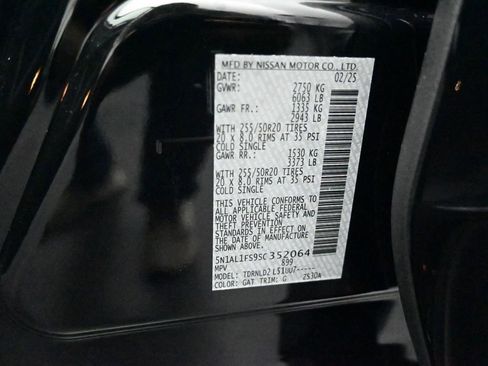 MFD BY NISSAN MOTOR CO., LTD.
DATE: 02/25
GVWR: 2750 KG
6063 LB
GAWR FR.: 1335 KG
2943 LB
WITH 255/50R20 TIRES
20 x 8.0 RIMS AT 35 PSI
COLD SINGLE
GAWR RR.: 1530 KG
3373 LB
WITH 255/50R20 TIRES
20 x 8.0 RIMS AT 35 PSI
COLD SINGLE
THIS VEHICLE CONFORMS TO
ALL APPLICABLE FEDERAL
MOTOR VEHICLE SAFETY AND
THEFT PREVENTION
STANDARDS IN EFFECT ON
THE DATE OF MANUFACTURE
SHOWN ABOVE.
5N1AL1FS9SC352064
MPV 899
MODEL: TDRNLD2
COLOR: GAT TRIM: G